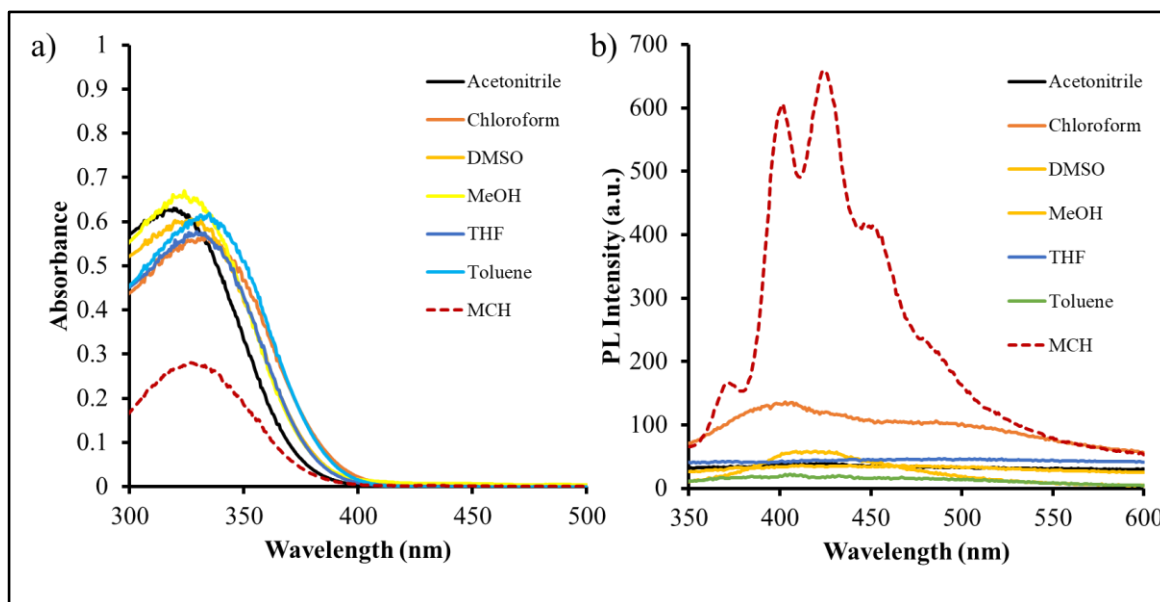 a)
Absorbance
1
0.9
0.8
0.7
0.6
0.5
0.4
0.3
0.2
0.1
0
300
350
400
450
500
Wavelength (nm)
Acetonitrile
Chloroform
DMSO
MeOH
THF
Toluene
MCH
b)
PL Intensity (a.u.)
700
600
500
400
300
200
100
0
350
400
450
500
550
600
Wavelength (nm)
Acetonitrile
Chloroform
DMSO
MeOH
THF
Toluene
MCH